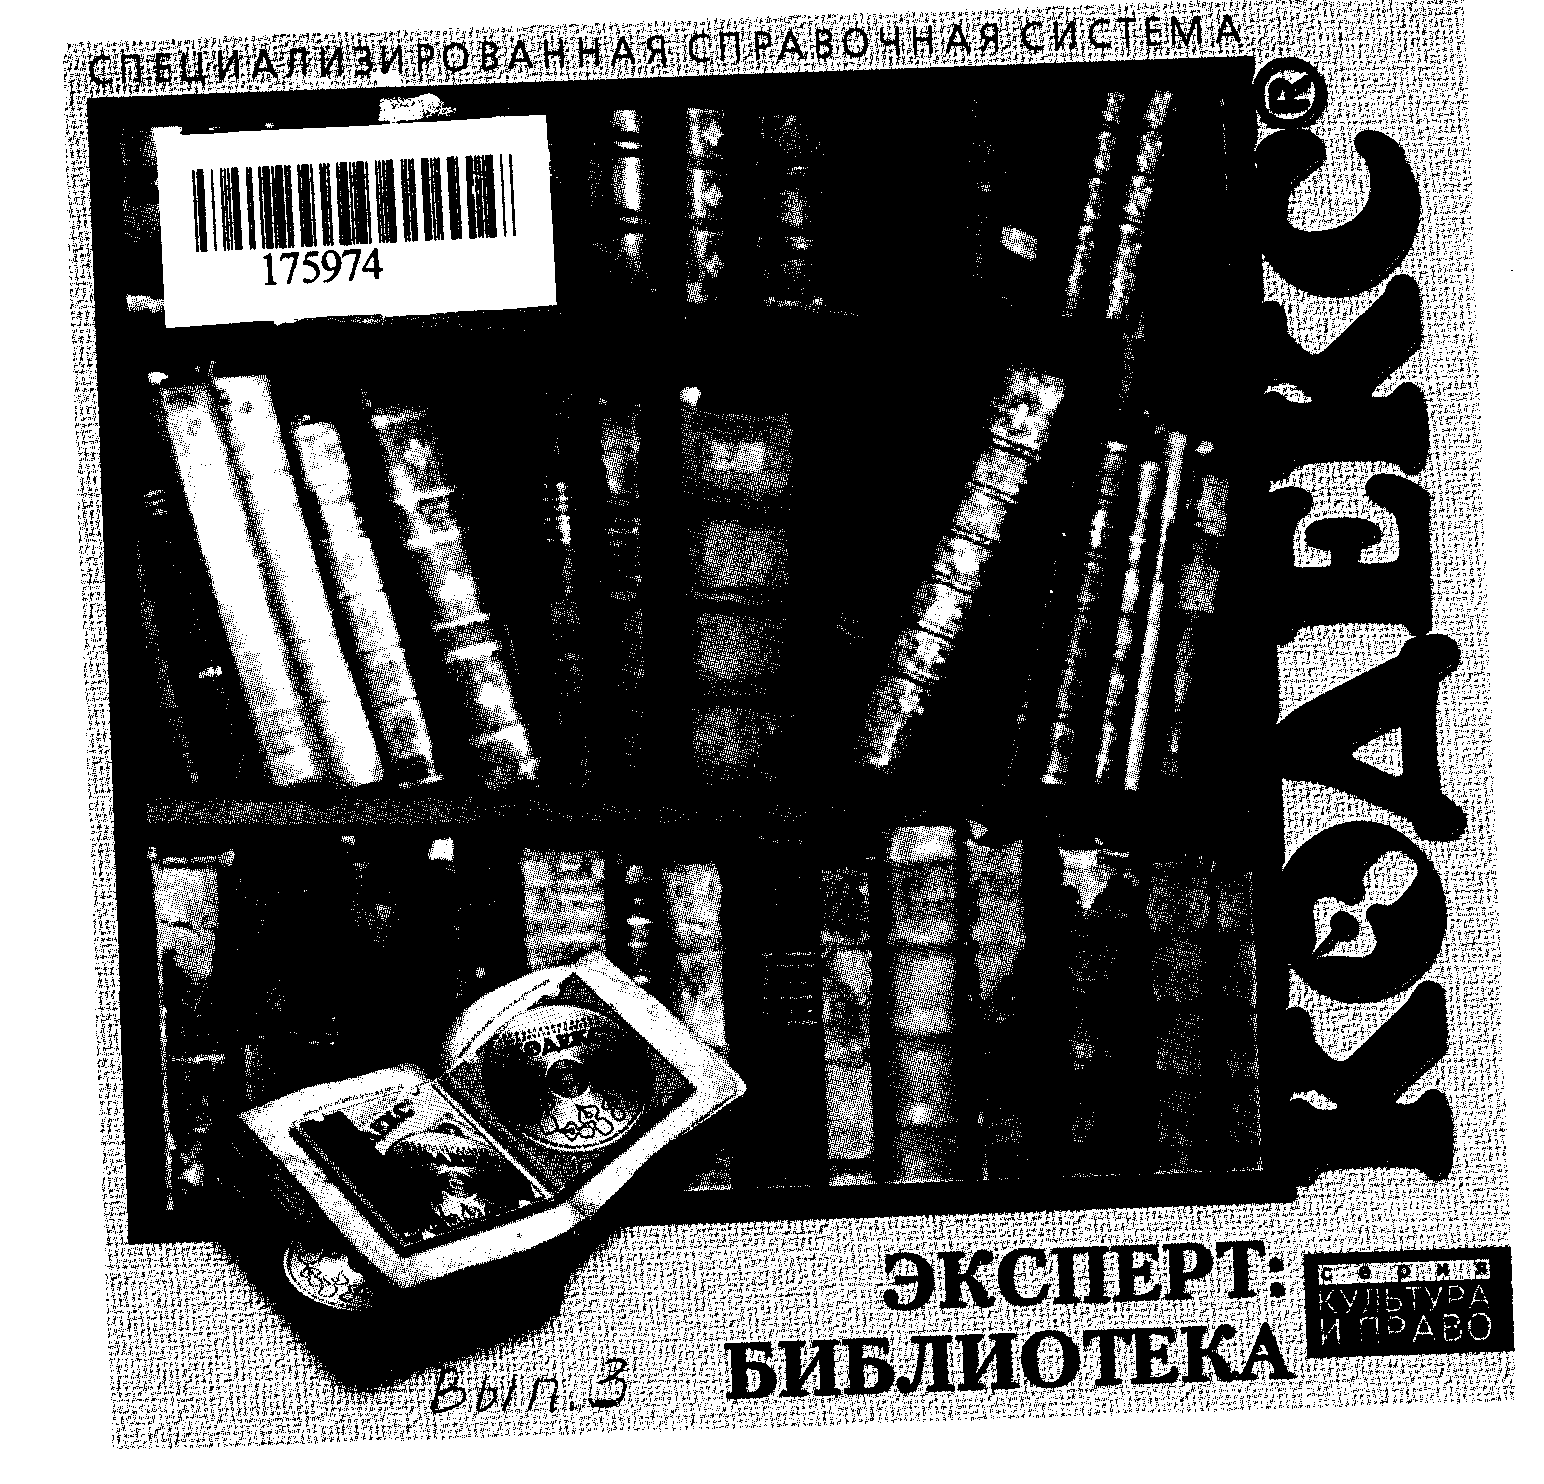 СПЕЦИАЛИЗИРОВАННАЯ СПРАВОЧНАЯ СИСТЕМА
175974
КОДЕКС®
ЭКСПЕРТ:
БИБЛИОТЕКА
серия
КУЛЬТУРА
И ПРАВО
Вып. 3